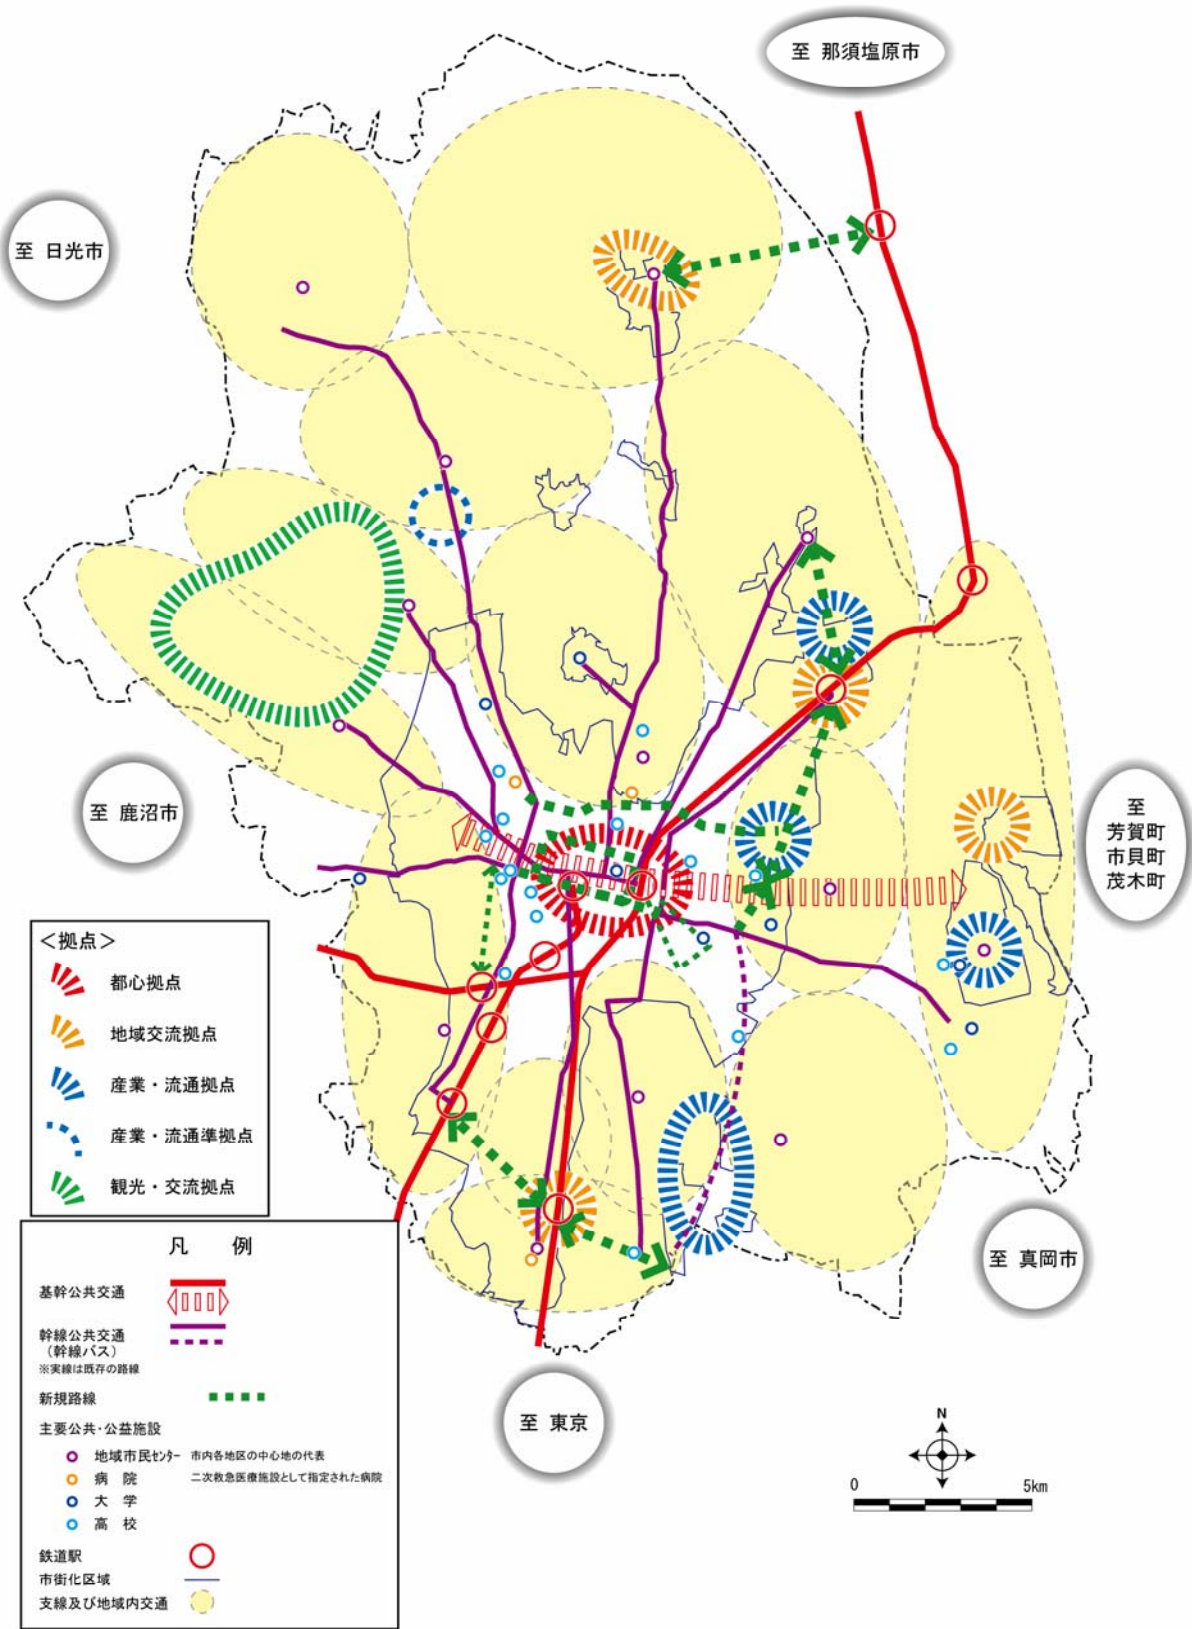 至 那須塩原市
至 日光市
至 鹿沼市
至
芳賀町
市貝町
茂木町
<拠点>
都心拠点
地域交流拠点
産業・流通拠点
産業・流通準拠点
観光・交流拠点
凡 例
基幹公共交通
幹線公共交通
(幹線バス)
※実線は既存の路線
新規路線
主要公共・公益施設
地域市民センター 市内各地区の中心地の代表
病 院 二次救急医療施設として指定された病院
大 学
高 校
鉄道駅
市街化区域
支線及び地域内交通
至 真岡市
至 東京
N
0 5km